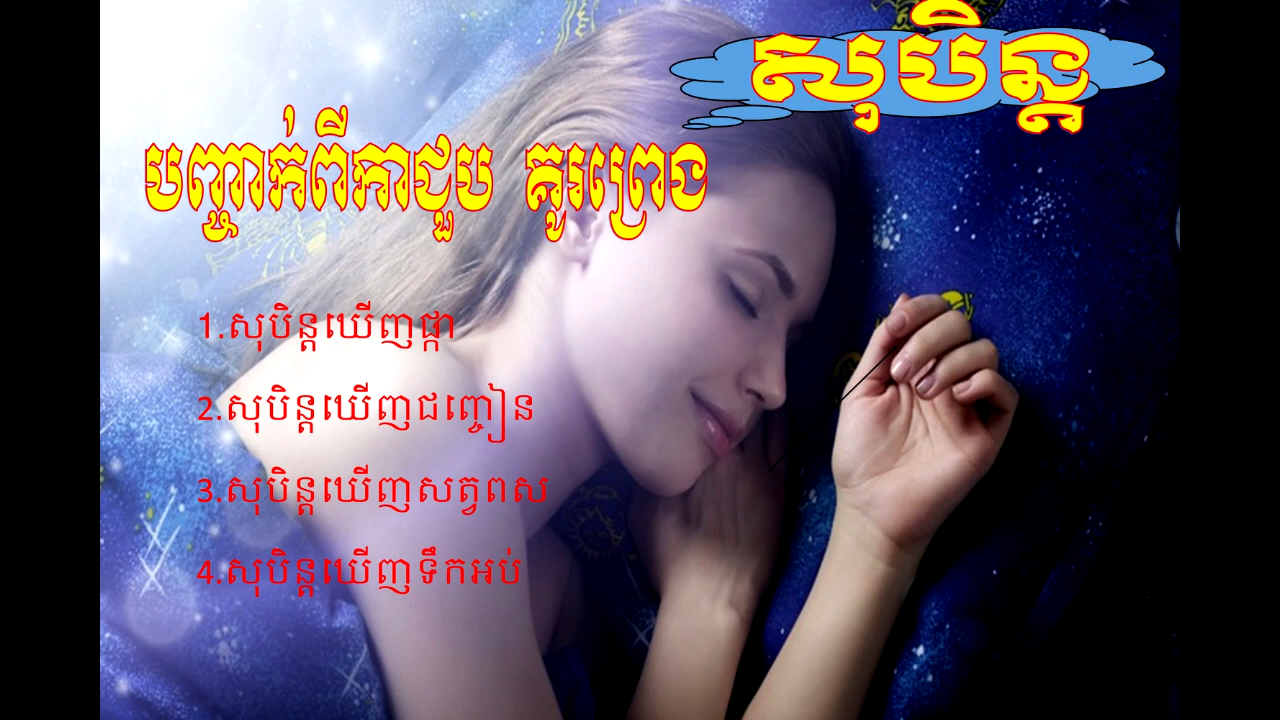 សុបិន្ត
បញ្ជាក់ពីកាជួប គូរព្រេង
1.សុបិន្តឃើញផ្កា
2.សុបិន្តឃើញជញ្ចៀន
3.សុបិន្តឃើញសត្វពស
4.សុបិន្តឃើញទឹកអប់